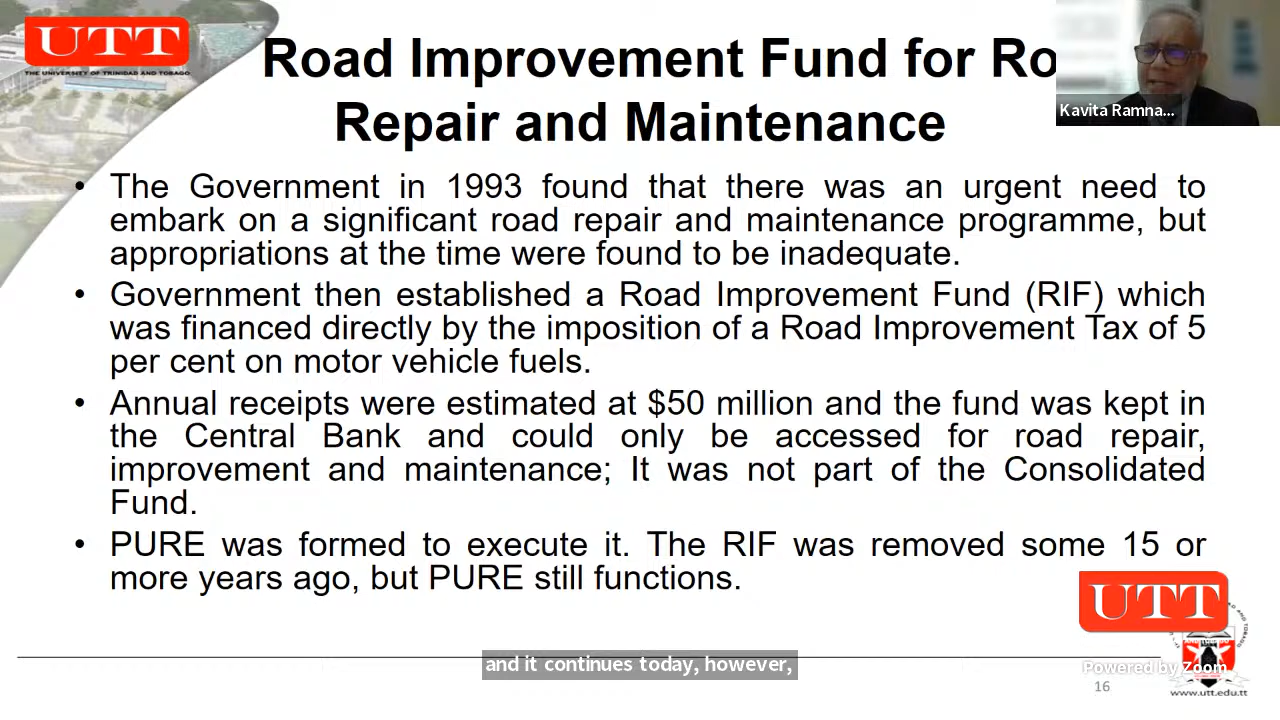 UTT
THE UNIVERSITY OF TRINIDAD AND TOBAGO
Road Improvement Fund for Ro
Repair and Maintenance
Kavita Ramna...
• The Government in 1993 found that there was an urgent need to
embark on a significant road repair and maintenance programme, but
appropriations at the time were found to be inadequate.
• Government then established a Road Improvement Fund (RIF) which
was financed directly by the imposition of a Road Improvement Tax of 5
per cent on motor vehicle fuels.
• Annual receipts were estimated at $50 million and the fund was kept in
the Central Bank and could only be accessed for road repair,
improvement and maintenance; It was not part of the Consolidated
Fund.
• PURE was formed to execute it. The RIF was removed some 15 or
more years ago, but PURE still functions.
UTT
and it continues today, however,
Powered by Zoom
16
www.utt.edu.tt